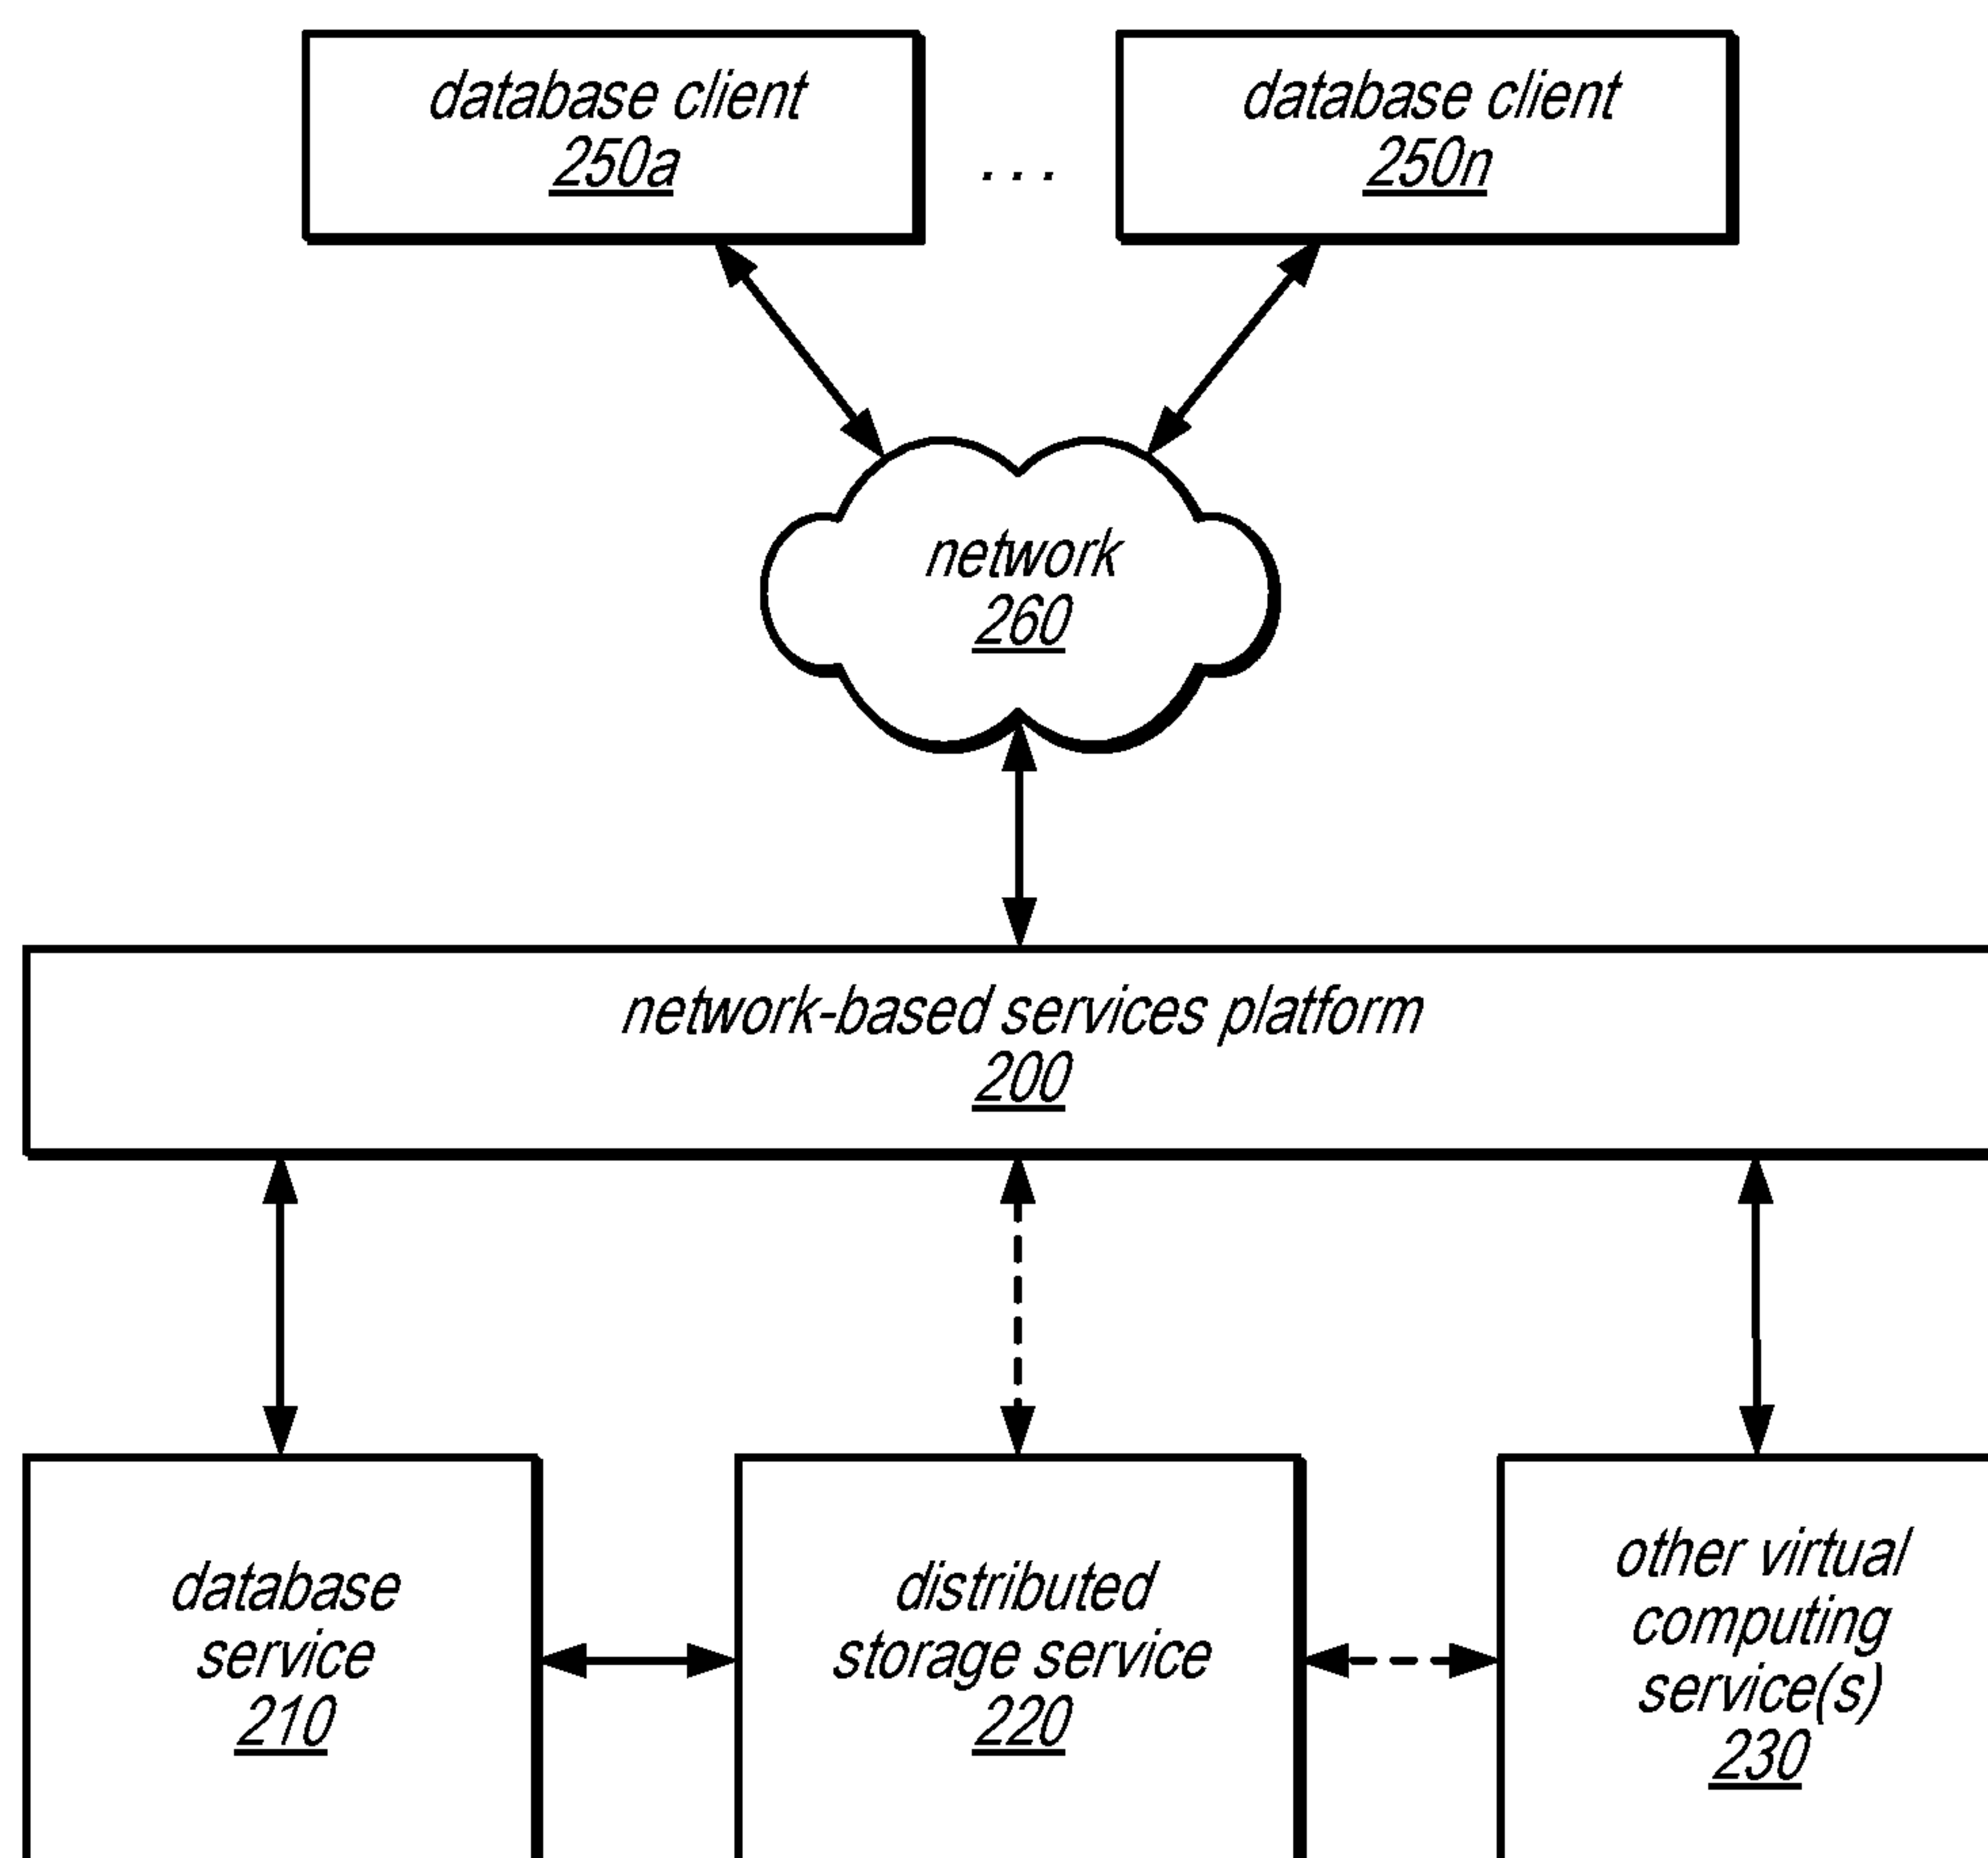 database client
250a
...
database client
250n
network
260
network-based services platform
200
database
service
210
distributed
storage service
220
other virtual
computing
service(s)
230